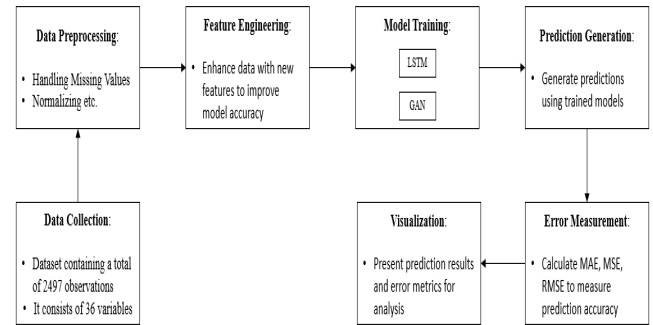 Data Preprocessing:
• Handling Missing Values
• Normalizing etc.
Feature Engineering:
• Enhance data with new
features to improve
model accuracy
Model Training:
LSTM
GAN
Prediction Generation:
• Generate predictions
using trained models
Data Collection:
• Dataset containing a total
of 2497 observations
• It consists of 36 variables
Visualization:
• Present prediction results
and error metrics for
analysis
Error Measurement:
• Calculate MAE, MSE,
RMSE to measure
prediction accuracy